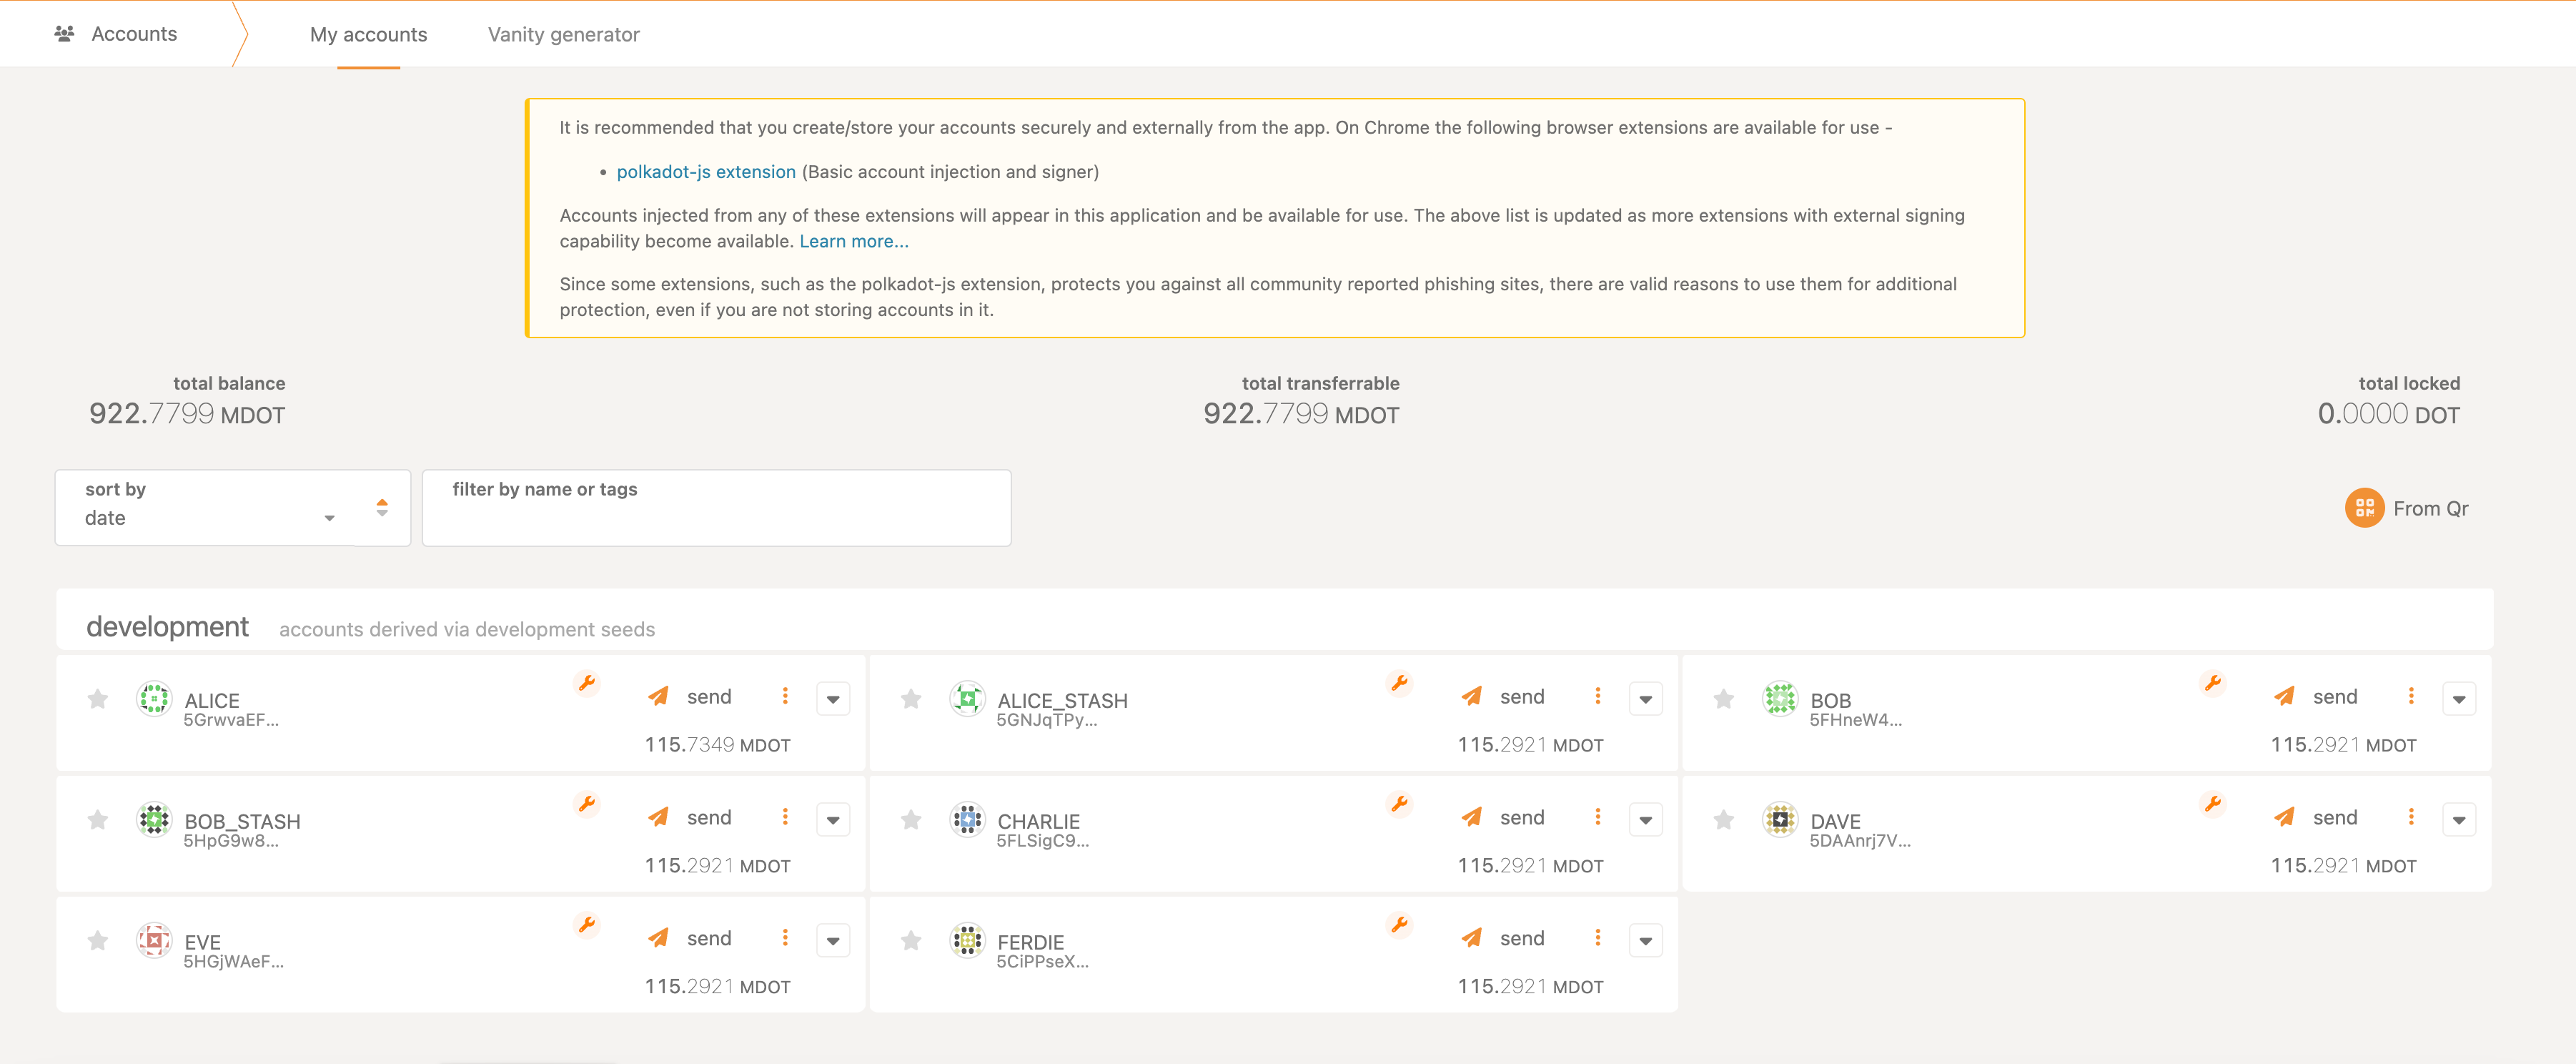 Accounts
My accounts
Vanity generator
It is recommended that you create/store your accounts securely and externally from the app. On Chrome the following browser extensions are available for use -
• polkadot-js extension (Basic account injection and signer)
Accounts injected from any of these extensions will appear in this application and be available for use. The above list is updated as more extensions with external signing
capability become available. Learn more...
Since some extensions, such as the polkadot-js extension, protects you against all community reported phishing sites, there are valid reasons to use them for additional
protection, even if you are not storing accounts in it.
total balance
922.7799 MDOT
total transferrable
922.7799 MDOT
total locked
0.0000 DOT
sort by
date
filter by name or tags
From Qr
development accounts derived via development seeds
ALICE
5GrwvaEF...
send
115.7349 MDOT
ALICE_STASH
5GNJqTPy...
send
115.2921 MDOT
BOB
5FHneW4...
send
115.2921 MDOT
BOB_STASH
5HpG9w8...
send
115.2921 MDOT
CHARLIE
5FLSigC9...
send
115.2921 MDOT
DAVE
5DAAnrj7V...
send
115.2921 MDOT
EVE
5HGjWAeF...
send
115.2921 MDOT
FERDIE
5CiPPseX...
send
115.2921 MDOT